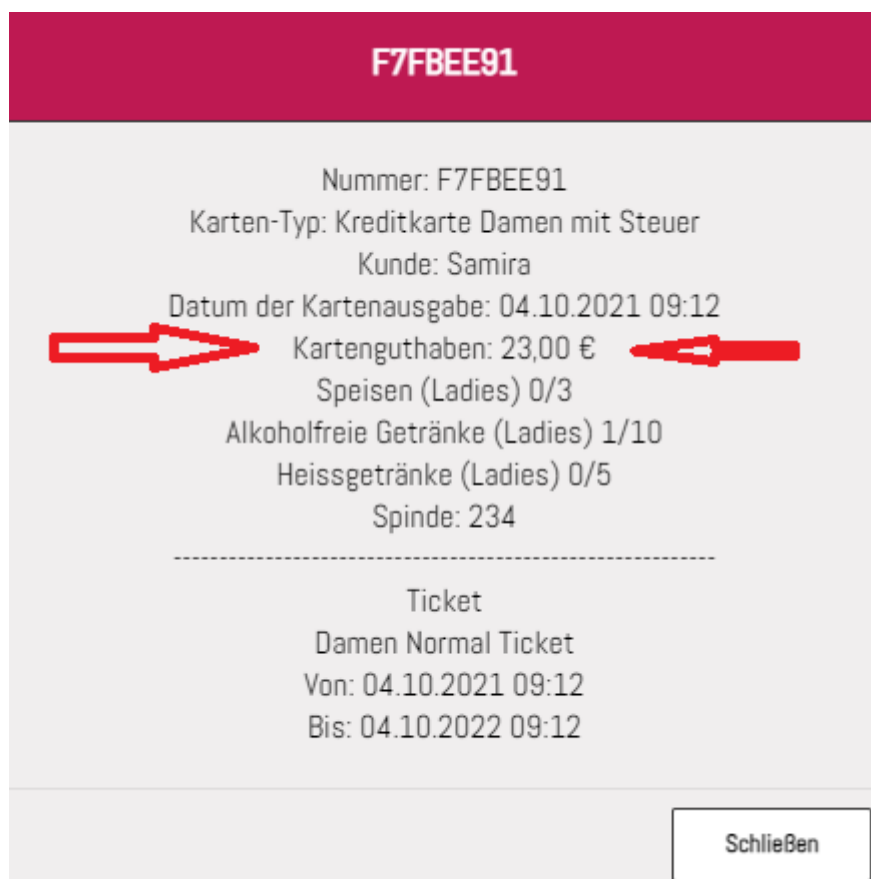 F7FBEE91
Nummer: F7FBEE91
Karten-Typ: Kreditkarte Damen mit Steuer
Kunde: Samira
Datum der Kartenausgabe: 04.10.2021 09:12
Kartenguthaben: 23,00 €
Speisen (Ladies) 0/3
Alkoholfreie Getränke (Ladies) 1/10
Heissgetränke (Ladies) 0/5
Spinde: 234
------------------------------------------------------------
Ticket
Damen Normal Ticket
Von: 04.10.2021 09:12
Bis: 04.10.2022 09:12
Schließen